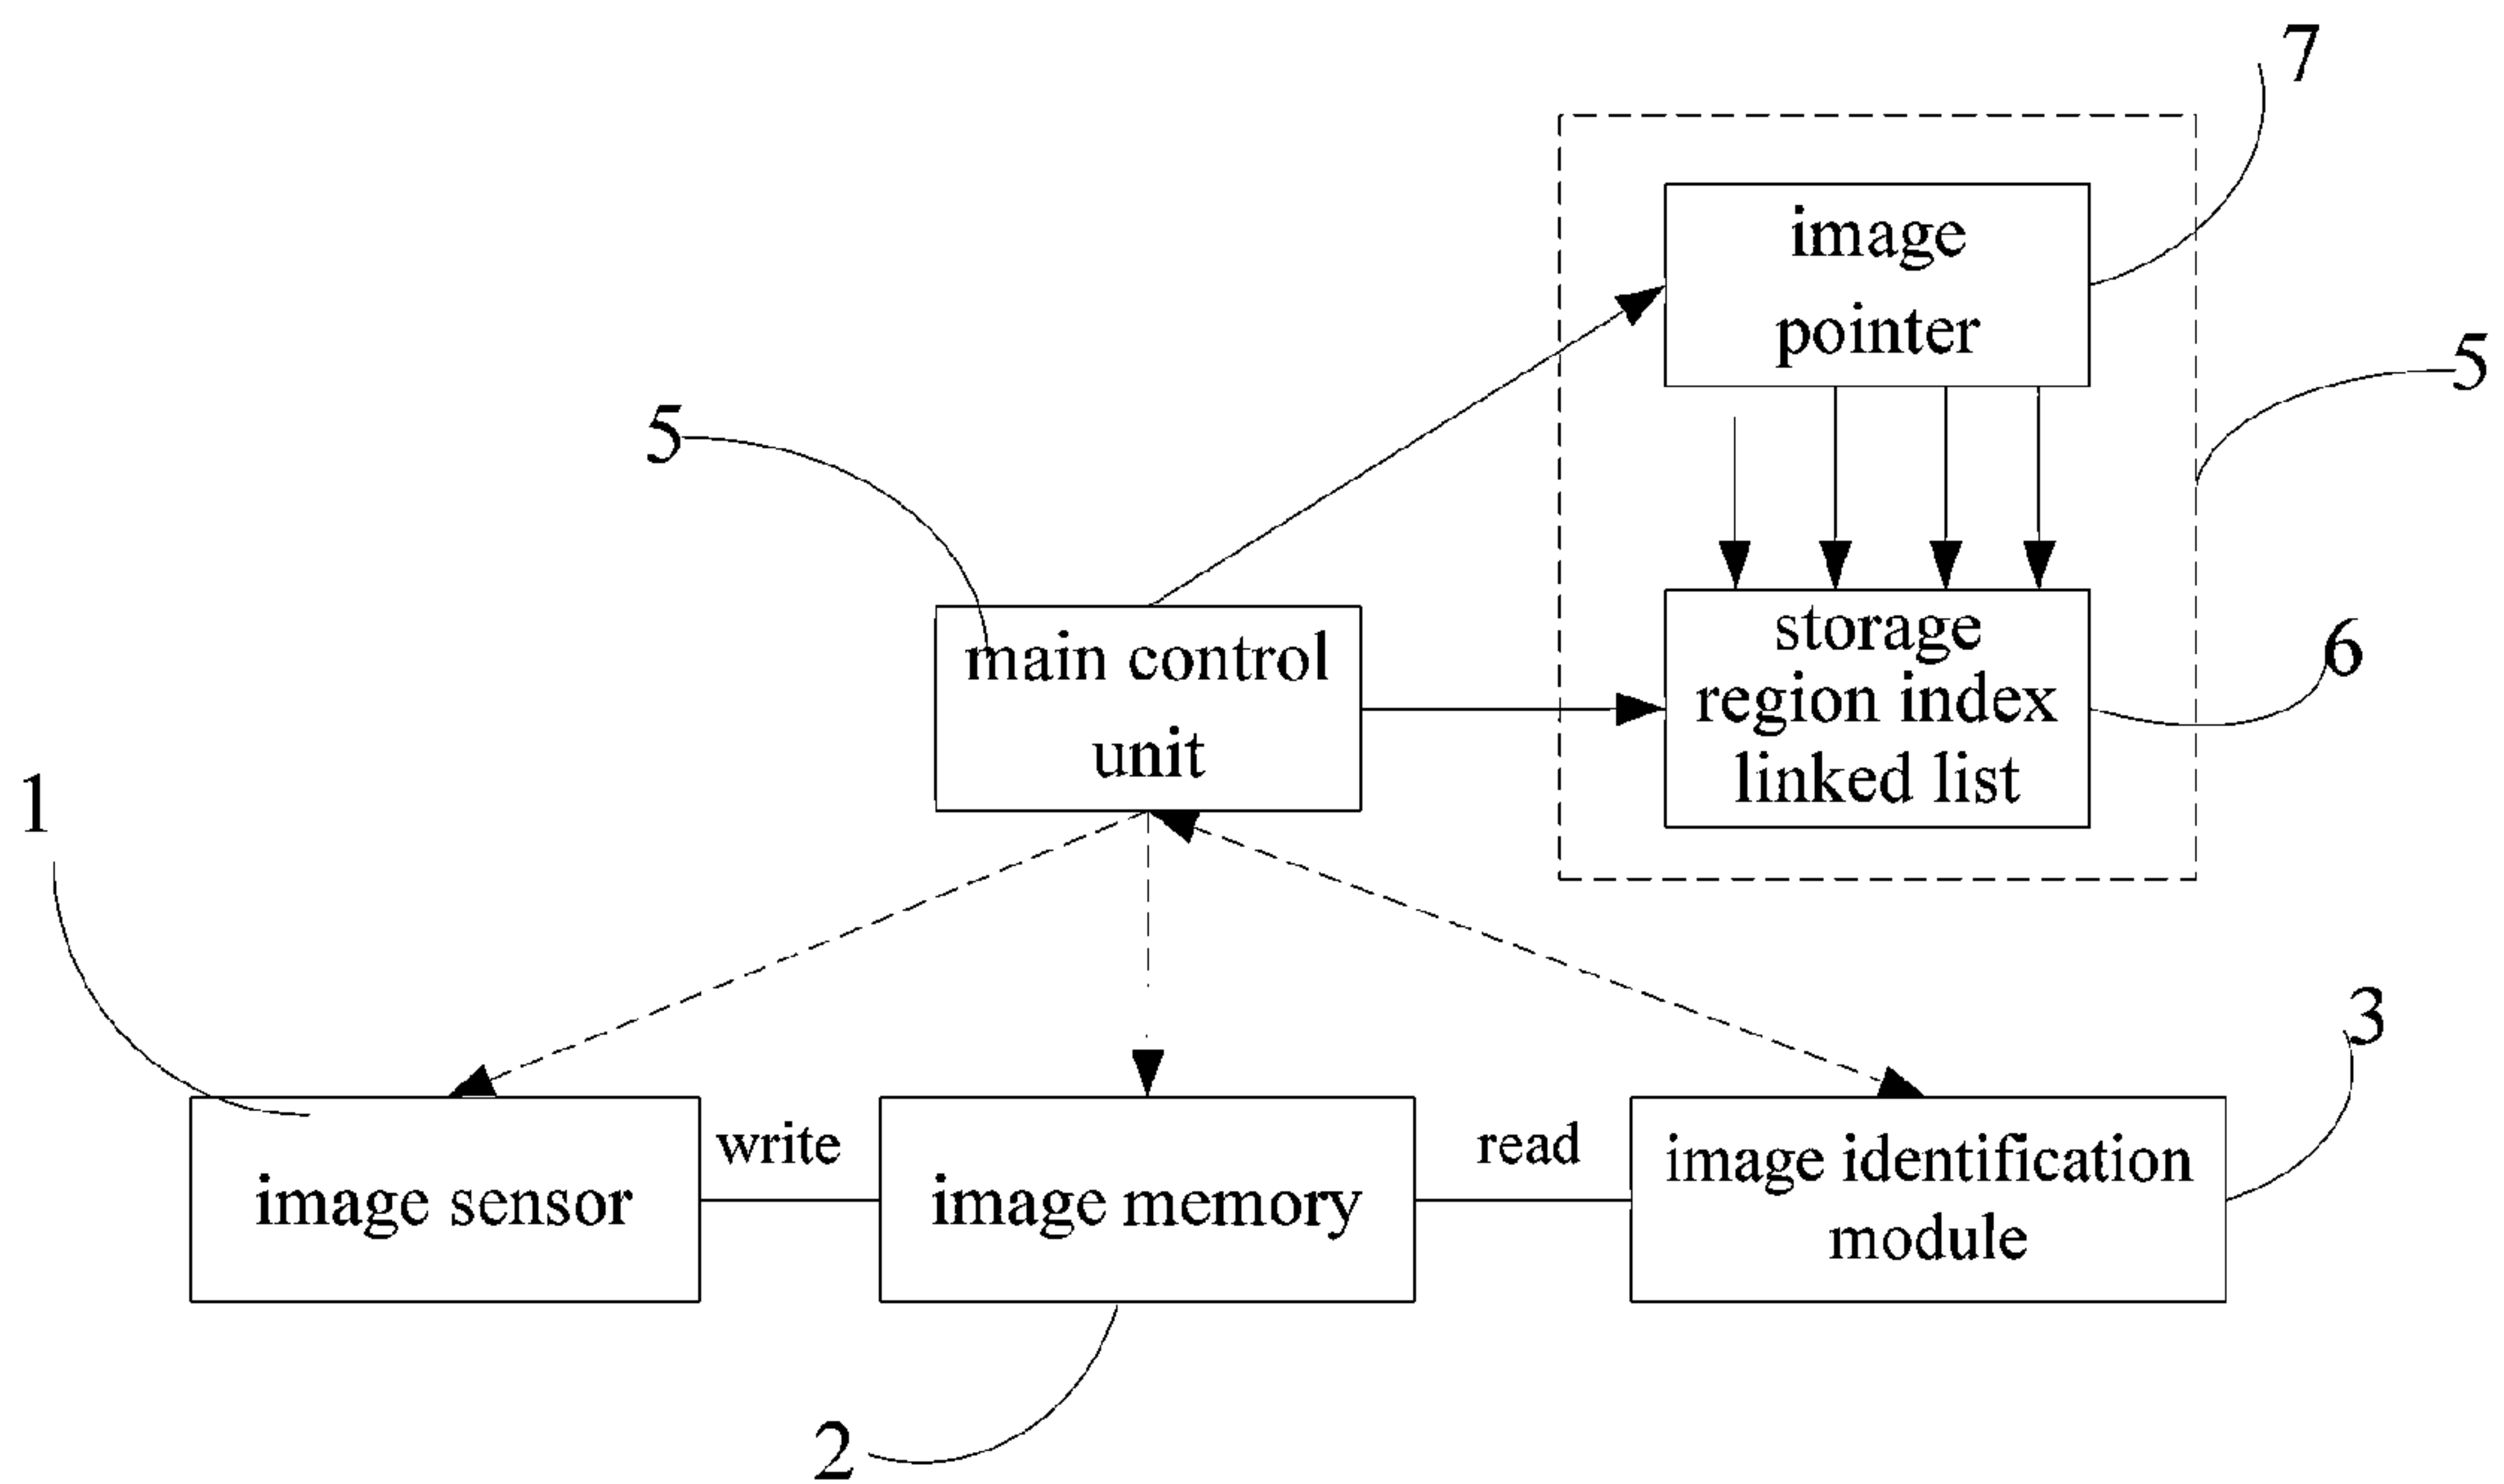 7
image
pointer
5
5
storage
region index
linked list
6
main control
unit
1
3
write
read
image sensor
image memory
image identification
module
2